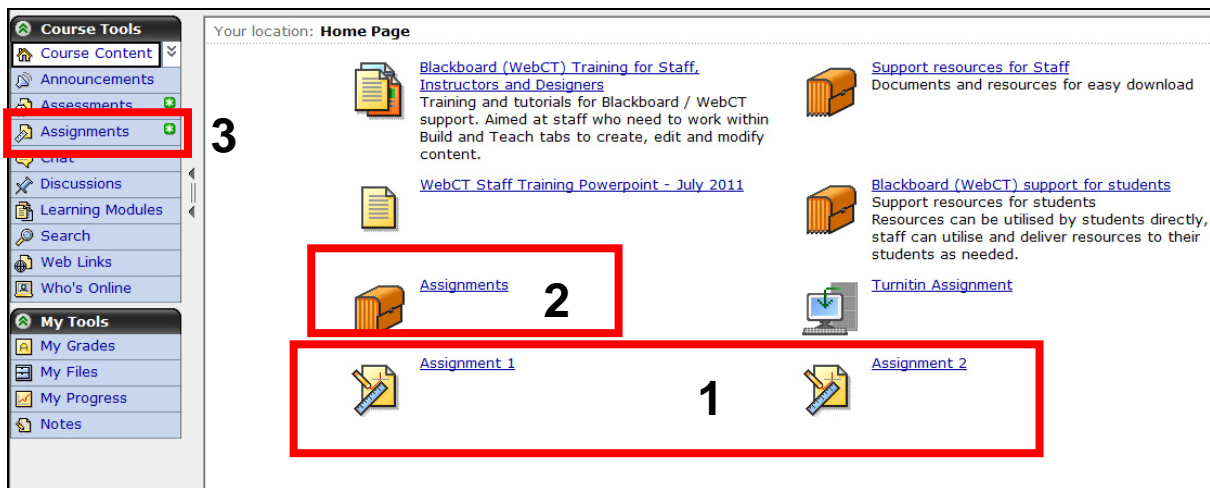 Course Tools
Course Content
Announcements
Assessments
Assignments
Chat
Discussions
Learning Modules
Search
Web Links
Who's Online
My Tools
My Grades
My Files
My Progress
Notes
3
Your location: Home Page
Blackboard (WebCT) Training for Staff,
Instructors and Designers
Training and tutorials for Blackboard / WebCT
support. Aimed at staff who need to work within
Build and Teach tabs to create, edit and modify
content.
Support resources for Staff
Documents and resources for easy download
WebCT Staff Training Powerpoint - July 2011
Blackboard (WebCT) support for students
Support resources for students
Resources can be utilised by students directly,
staff can utilise and deliver resources to their
students as needed.
Assignments
2
Turnitin Assignment
Assignment 1
1
Assignment 2